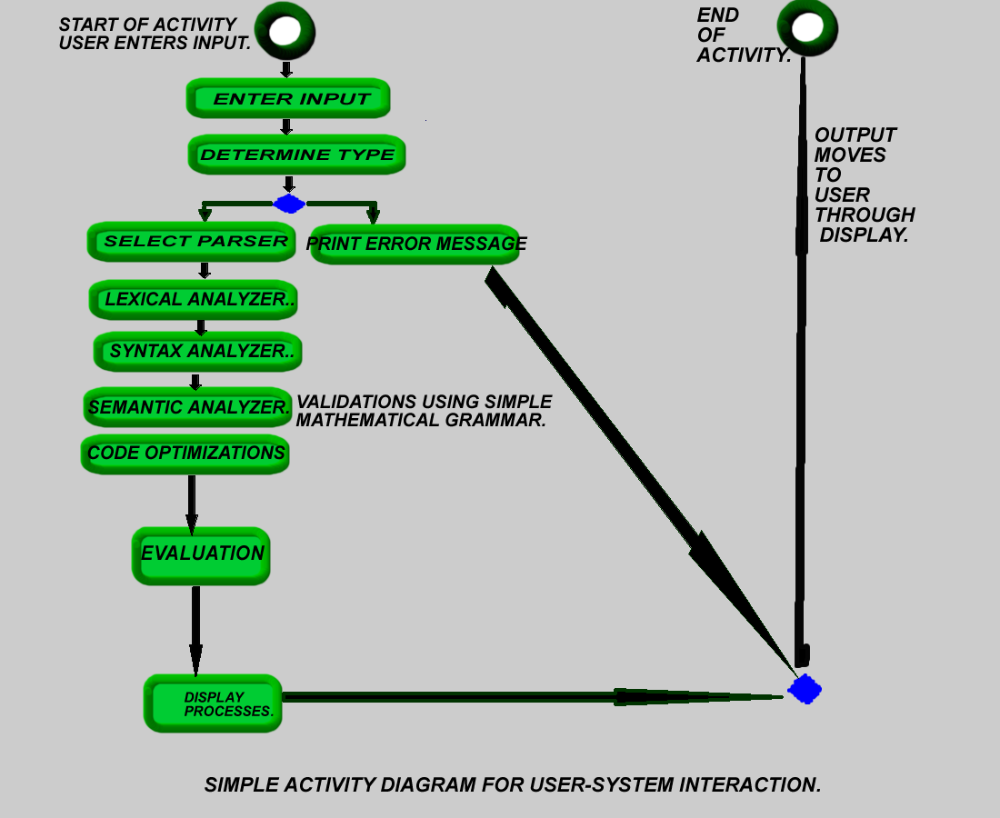 START OF ACTIVITY
USER ENTERS INPUT.
END
OF
ACTIVITY.
ENTER INPUT
DETERMINE TYPE
OUTPUT
MOVES
TO
USER
THROUGH
DISPLAY.
SELECT PARSER
PRINT ERROR MESSAGE
LEXICAL ANALYZER..
SYNTAX ANALYZER..
SEMANTIC ANALYZER.
VALIDATIONS USING SIMPLE
MATHEMATICAL GRAMMAR.
CODE OPTIMIZATIONS
EVALUATION
DISPLAY
PROCESSES.
SIMPLE ACTIVITY DIAGRAM FOR USER-SYSTEM INTERACTION.